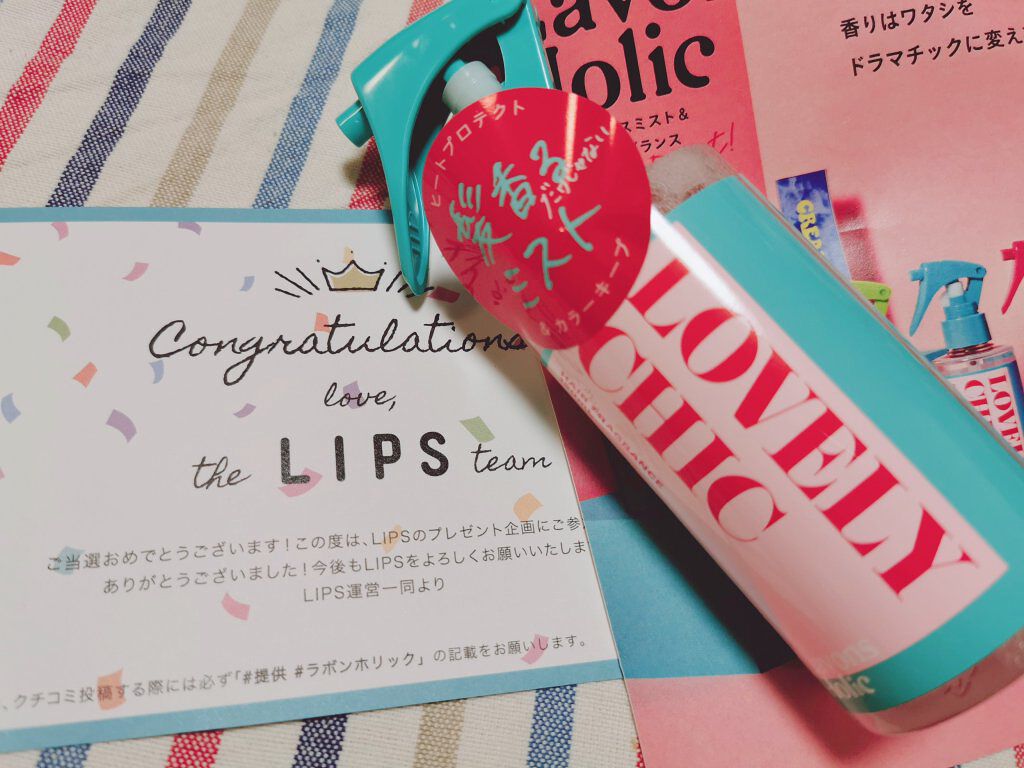 Congratulations
love,
the LIPS team
ご当選おめでとうございます！この度は、LIPSのプレゼント企画にご参
ありがとうございました！今後もLIPSをよろしくお願いいたしま
LIPS運営一同より
、クチコミ投稿する際には必ず「#提供 #ラボンホリック」の記載をお願いします。
ヒートプロテクト
髪香る
だけじゃない
ミスト
& カラーキープ
LOVELY
CHIC
HAIR FRAGRANCE
olic
香りはワタシを
ドラマチックに変え
スミスト&
LOVE
CH